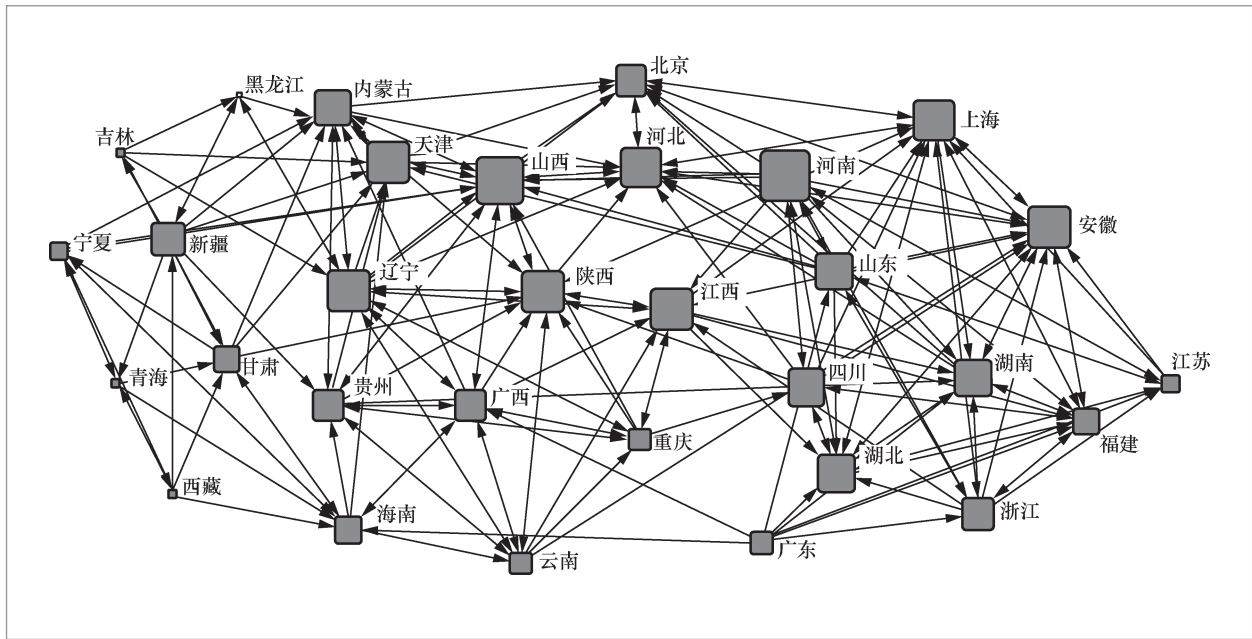 北京
黑龙江
内蒙古
上海
吉林
天津
山西
河北
河南
宁夏
新疆
安徽
辽宁
陕西
江西
山东
青海
甘肃
贵州
广西
四川
湖南
江苏
重庆
福建
湖北
西藏
海南
浙江
云南
广东